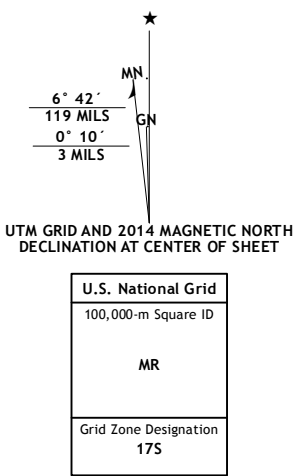 ★
MN
6° 42´
119 MILS
GN
0° 10´
3 MILS
UTM GRID AND 2014 MAGNETIC NORTH
DECLINATION AT CENTER OF SHEET
U.S. National Grid
100,000-m Square ID
MR
Grid Zone Designation
17S